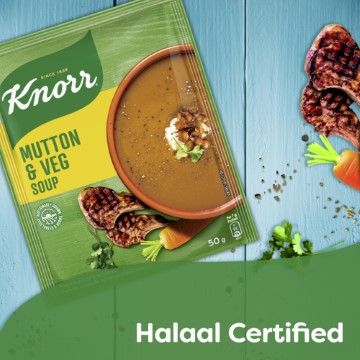 SINCE 1838
Knorr
MUTTON
& VEG
SOUP
50 g
Halaal Certified